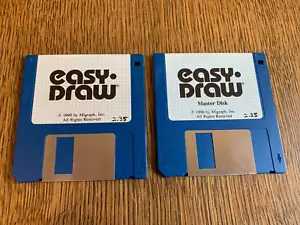 easy•
Draw
© 1990 by Migraph, Inc.
All Rights Reserved
2.35
easy•
Draw
Master Disk
© 1990 by Migraph, Inc.
All Rights Reserved
2.35